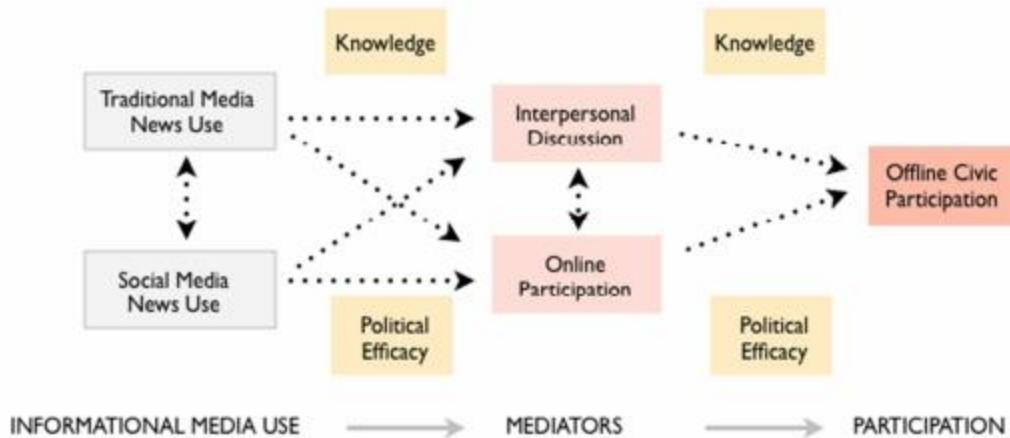 Knowledge
Knowledge
Traditional Media
News Use
Interpersonal
Discussion
Offline Civic
Participation
Social Media
News Use
Online
Participation
Political
Efficacy
Political
Efficacy
INFORMATIONAL MEDIA USE
MEDIATORS
PARTICIPATION